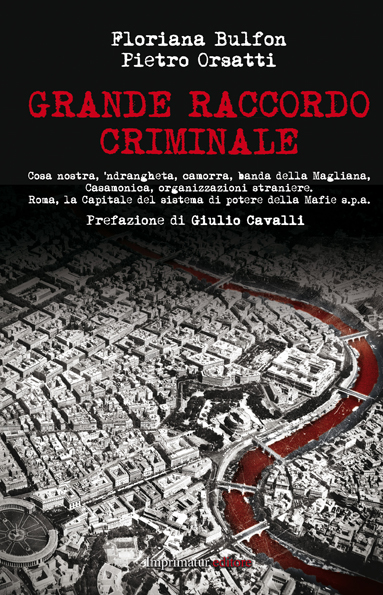 Floriana Bulfon
Pietro Orsatti
GRANDE RACCORDO
CRIMINALE
Cosa nostra, 'ndrangheta, camorra, banda della Magliana,
Casamonica, organizzazioni straniere.
Roma, la Capitale del sistema di potere della Mafie s.p.a.
Prefazione di Giulio Cavalli
Imprimatur editore